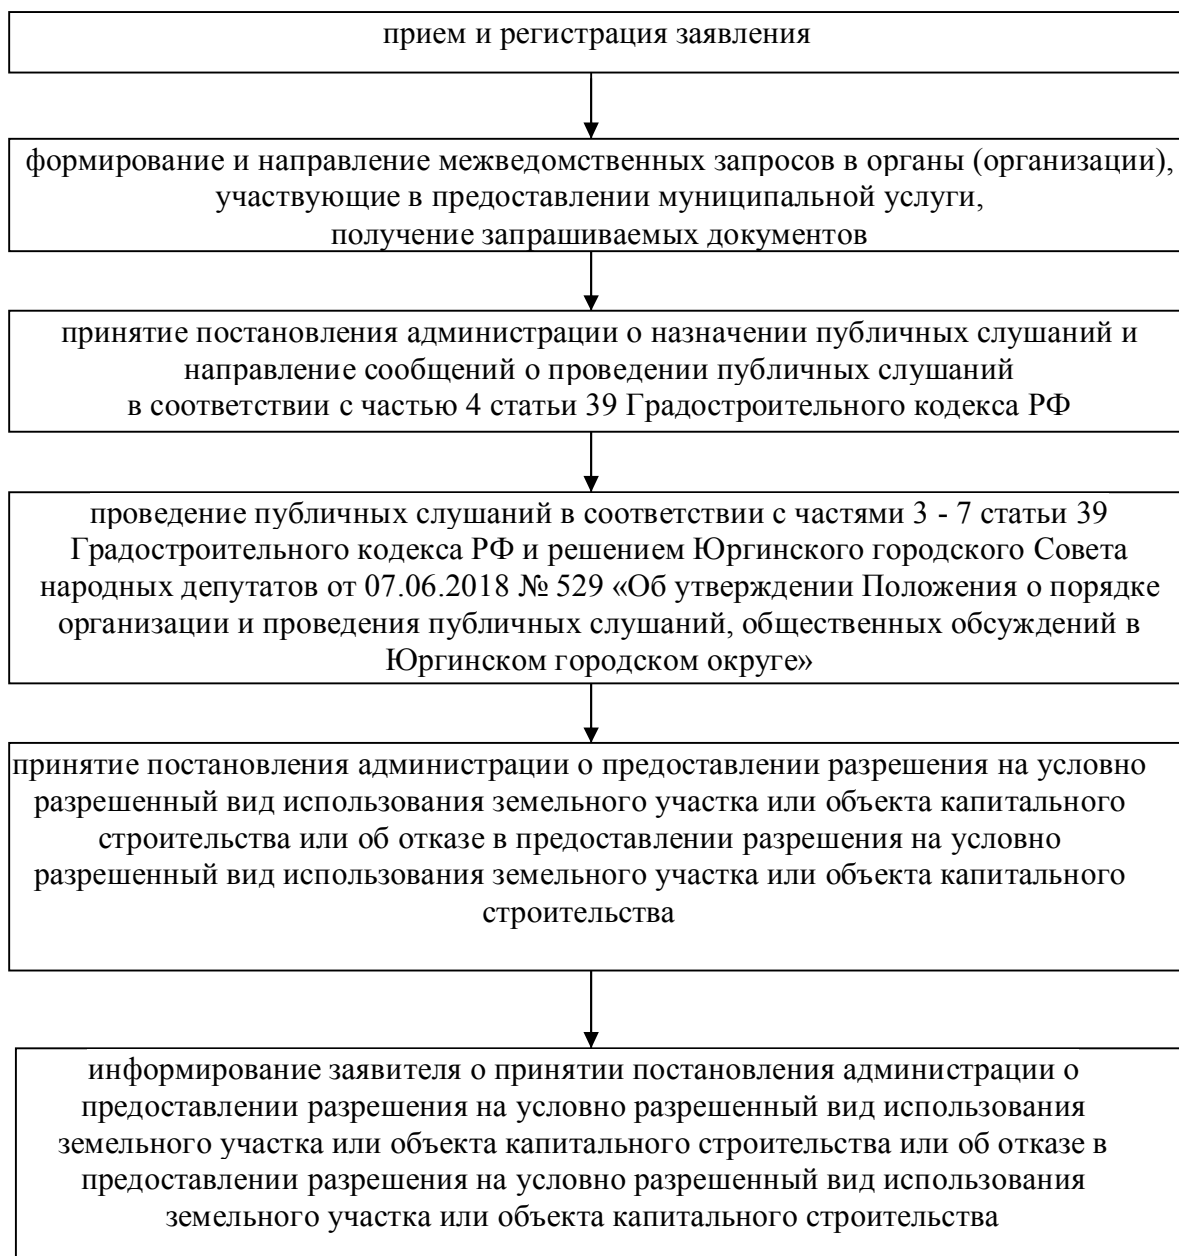 прием и регистрация заявления
формирование и направление межведомственных запросов в органы (организации),
участвующие в предоставлении муниципальной услуги,
получение запрашиваемых документов
принятие постановления администрации о назначении публичных слушаний и
направление сообщений о проведении публичных слушаний
в соответствии с частью 4 статьи 39 Градостроительного кодекса РФ
проведение публичных слушаний в соответствии с частями 3 - 7 статьи 39
Градостроительного кодекса РФ и решением Юргинского городского Совета
народных депутатов от 07.06.2018 № 529 «Об утверждении Положения о порядке
организации и проведения публичных слушаний, общественных обсуждений в
Юргинском городском округе»
принятие постановления администрации о предоставлении разрешения на условно
разрешенный вид использования земельного участка или объекта капитального
строительства или об отказе в предоставлении разрешения на условно
разрешенный вид использования земельного участка или объекта капитального
строительства
информирование заявителя о принятии постановления администрации о
предоставлении разрешения на условно разрешенный вид использования
земельного участка или объекта капитального строительства или об отказе в
предоставлении разрешения на условно разрешенный вид использования
земельного участка или объекта капитального строительства